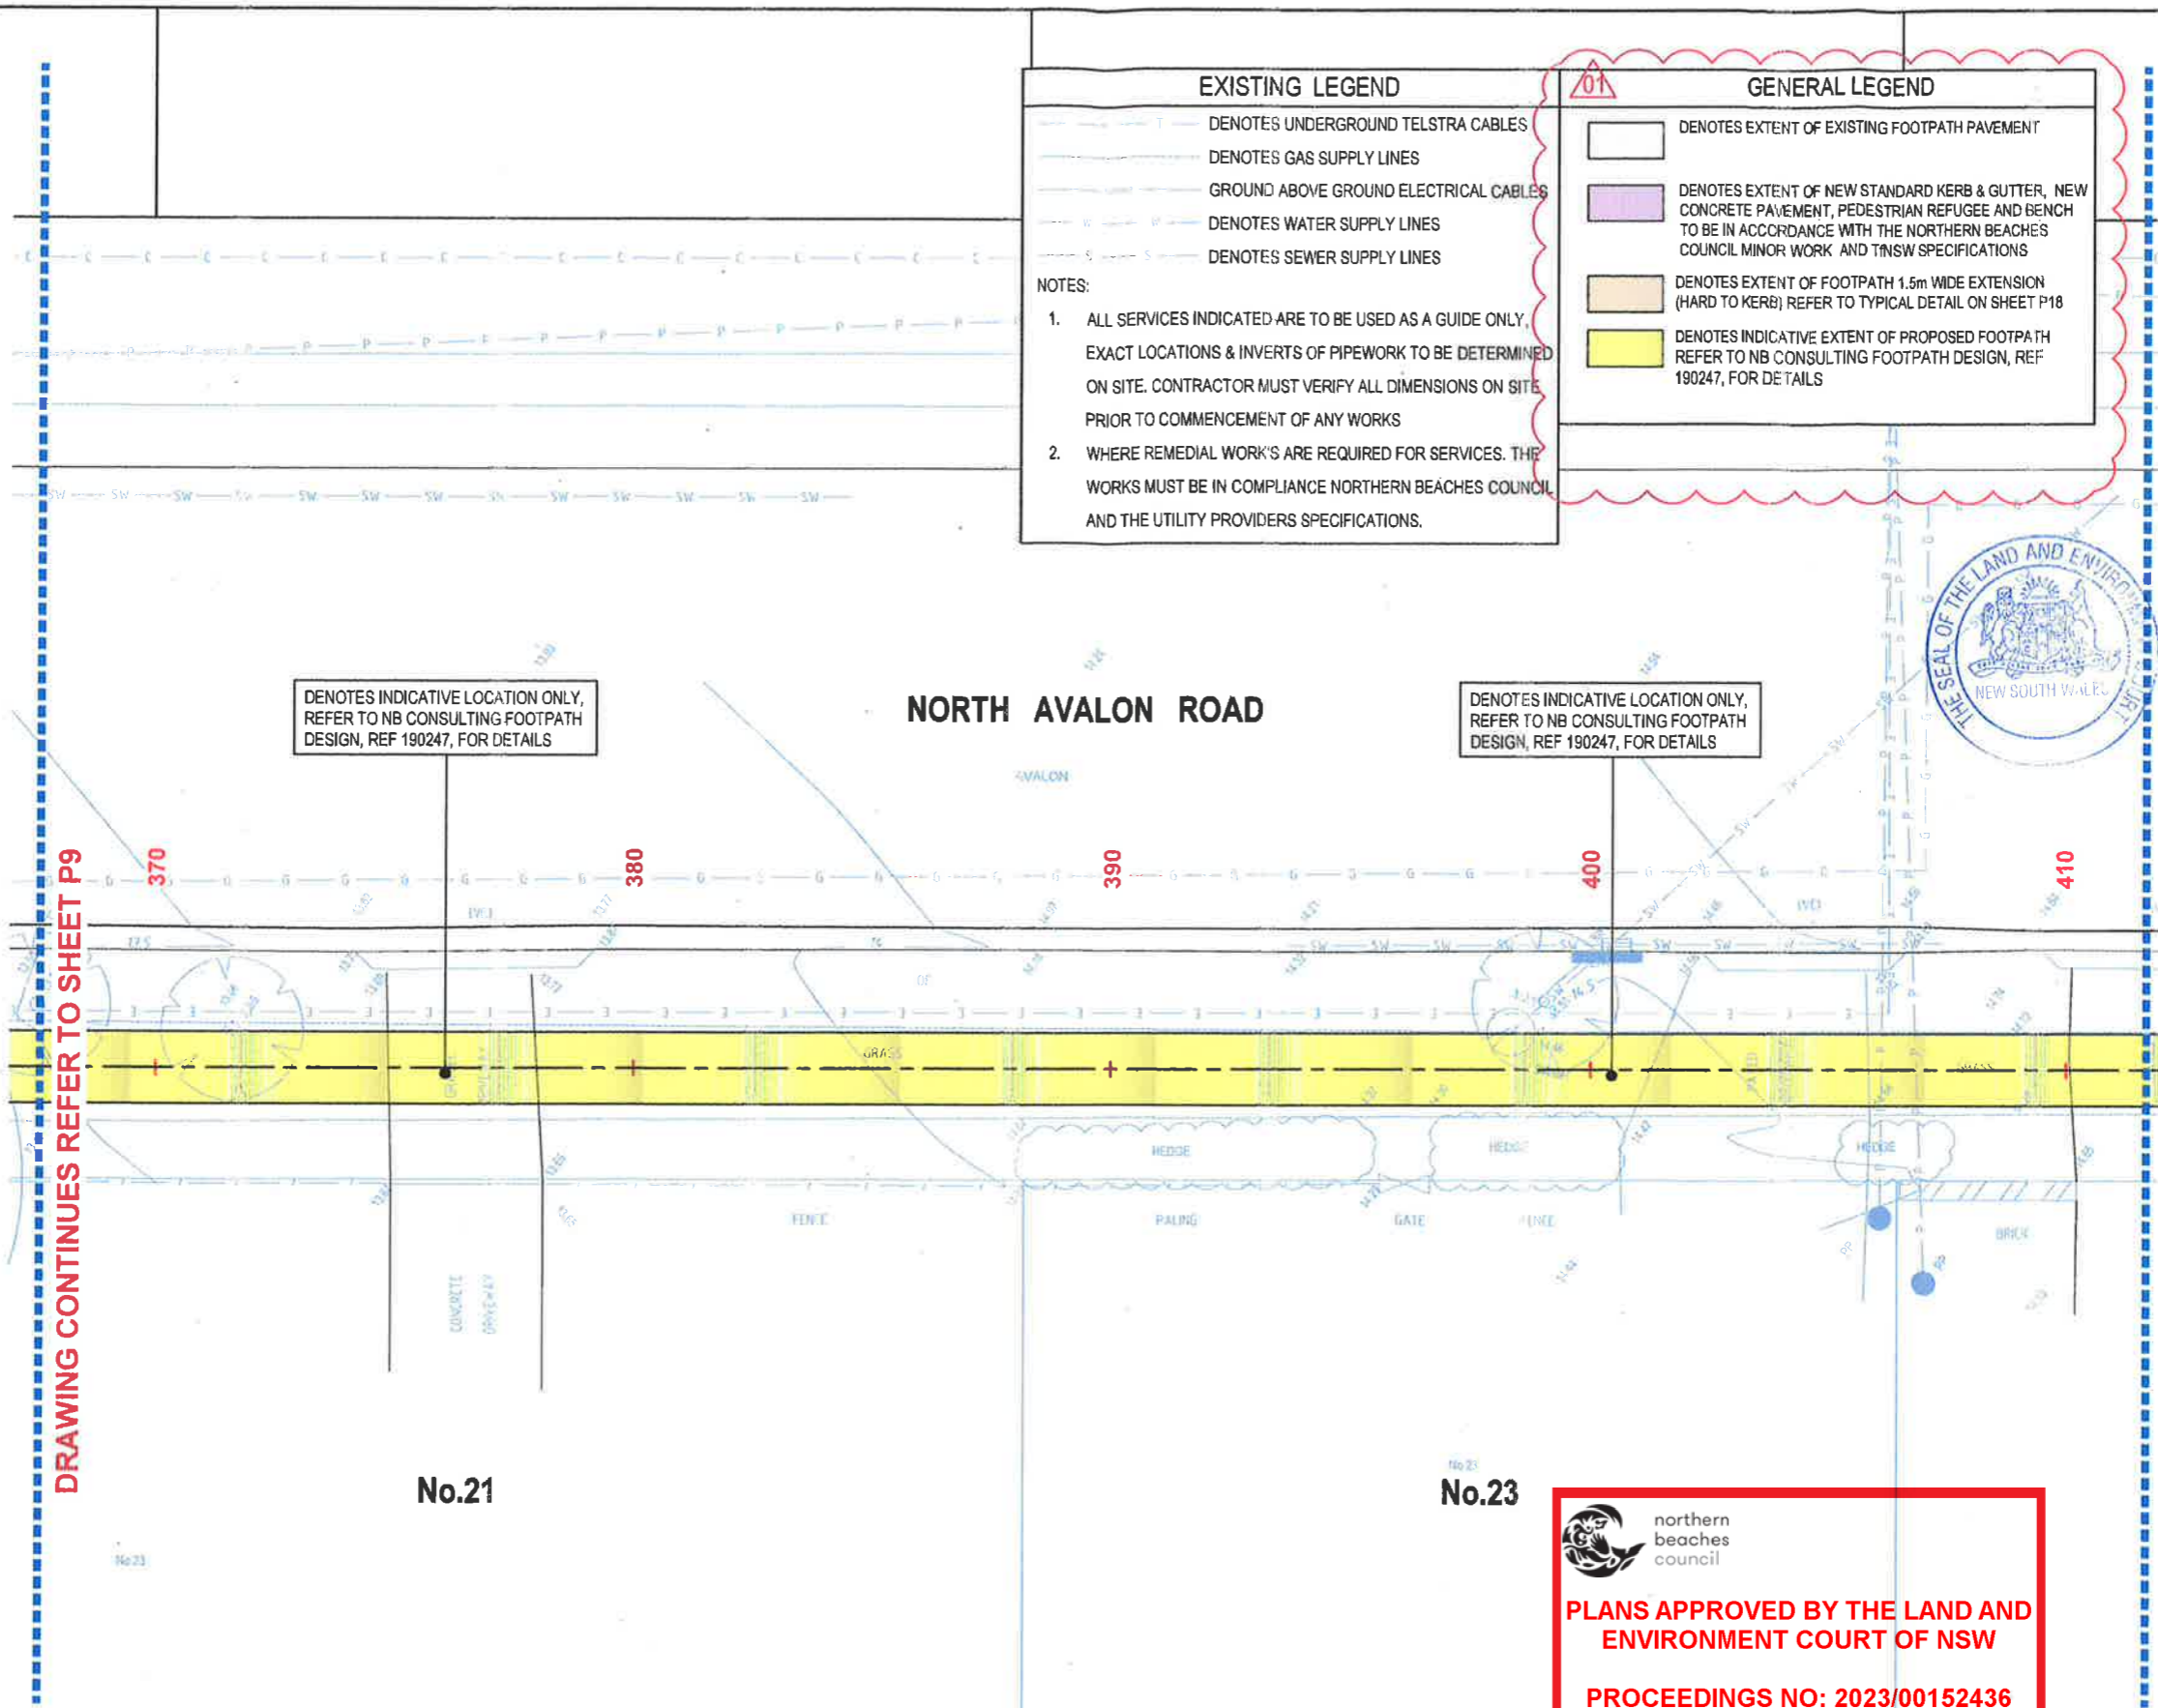 EXISTING LEGEND
DENOTES UNDERGROUND TELSTRA CABLES
DENOTES GAS SUPPLY LINES
GROUND ABOVE GROUND ELECTRICAL CABLES
DENOTES WATER SUPPLY LINES
DENOTES SEWER SUPPLY LINES
NOTES:
1. ALL SERVICES INDICATED ARE TO BE USED AS A GUIDE ONLY,
EXACT LOCATIONS & INVERTS OF PIPEWORK TO BE DETERMINED
ON SITE. CONTRACTOR MUST VERIFY ALL DIMENSIONS ON SITE
PRIOR TO COMMENCEMENT OF ANY WORKS
2. WHERE REMEDIAL WORK'S ARE REQUIRED FOR SERVICES. THE
WORKS MUST BE IN COMPLIANCE NORTHERN BEACHES COUNCIL
AND THE UTILITY PROVIDERS SPECIFICATIONS.
01
GENERAL LEGEND
DENOTES EXTENT OF EXISTING FOOTPATH PAVEMENT
DENOTES EXTENT OF NEW STANDARD KERB & GUTTER, NEW
CONCRETE PAVEMENT, PEDESTRIAN REFUGEE AND BENCH
TO BE IN ACCORDANCE WITH THE NORTHERN BEACHES
COUNCIL MINOR WORK AND TfNSW SPECIFICATIONS
DENOTES EXTENT OF FOOTPATH 1.5m WIDE EXTENSION
(HARD TO KERB) REFER TO TYPICAL DETAIL ON SHEET P18
DENOTES INDICATIVE EXTENT OF PROPOSED FOOTPATH
REFER TO NB CONSULTING FOOTPATH DESIGN, REF
190247, FOR DETAILS
THE SEAL OF THE LAND AND ENVIRONMENT COURT
NEW SOUTH WALES
DENOTES INDICATIVE LOCATION ONLY,
REFER TO NB CONSULTING FOOTPATH
DESIGN, REF 190247, FOR DETAILS
NORTH AVALON ROAD
DENOTES INDICATIVE LOCATION ONLY,
REFER TO NB CONSULTING FOOTPATH
DESIGN, REF 190247, FOR DETAILS
AVALON
DRAWING CONTINUES REFER TO SHEET P9
370
380
390
400
410
OF
GRASS
GRASS
HEDGE
HEDGE
HEDGE
FENCE
PALING
GATE
FENCE
BRICK
PP
PP
CONCRETE
DRIVEWAY
No.21
No 23
No.23
No 23
northern
beaches
council
PLANS APPROVED BY THE LAND AND
ENVIRONMENT COURT OF NSW
PROCEEDINGS NO: 2023/00152436